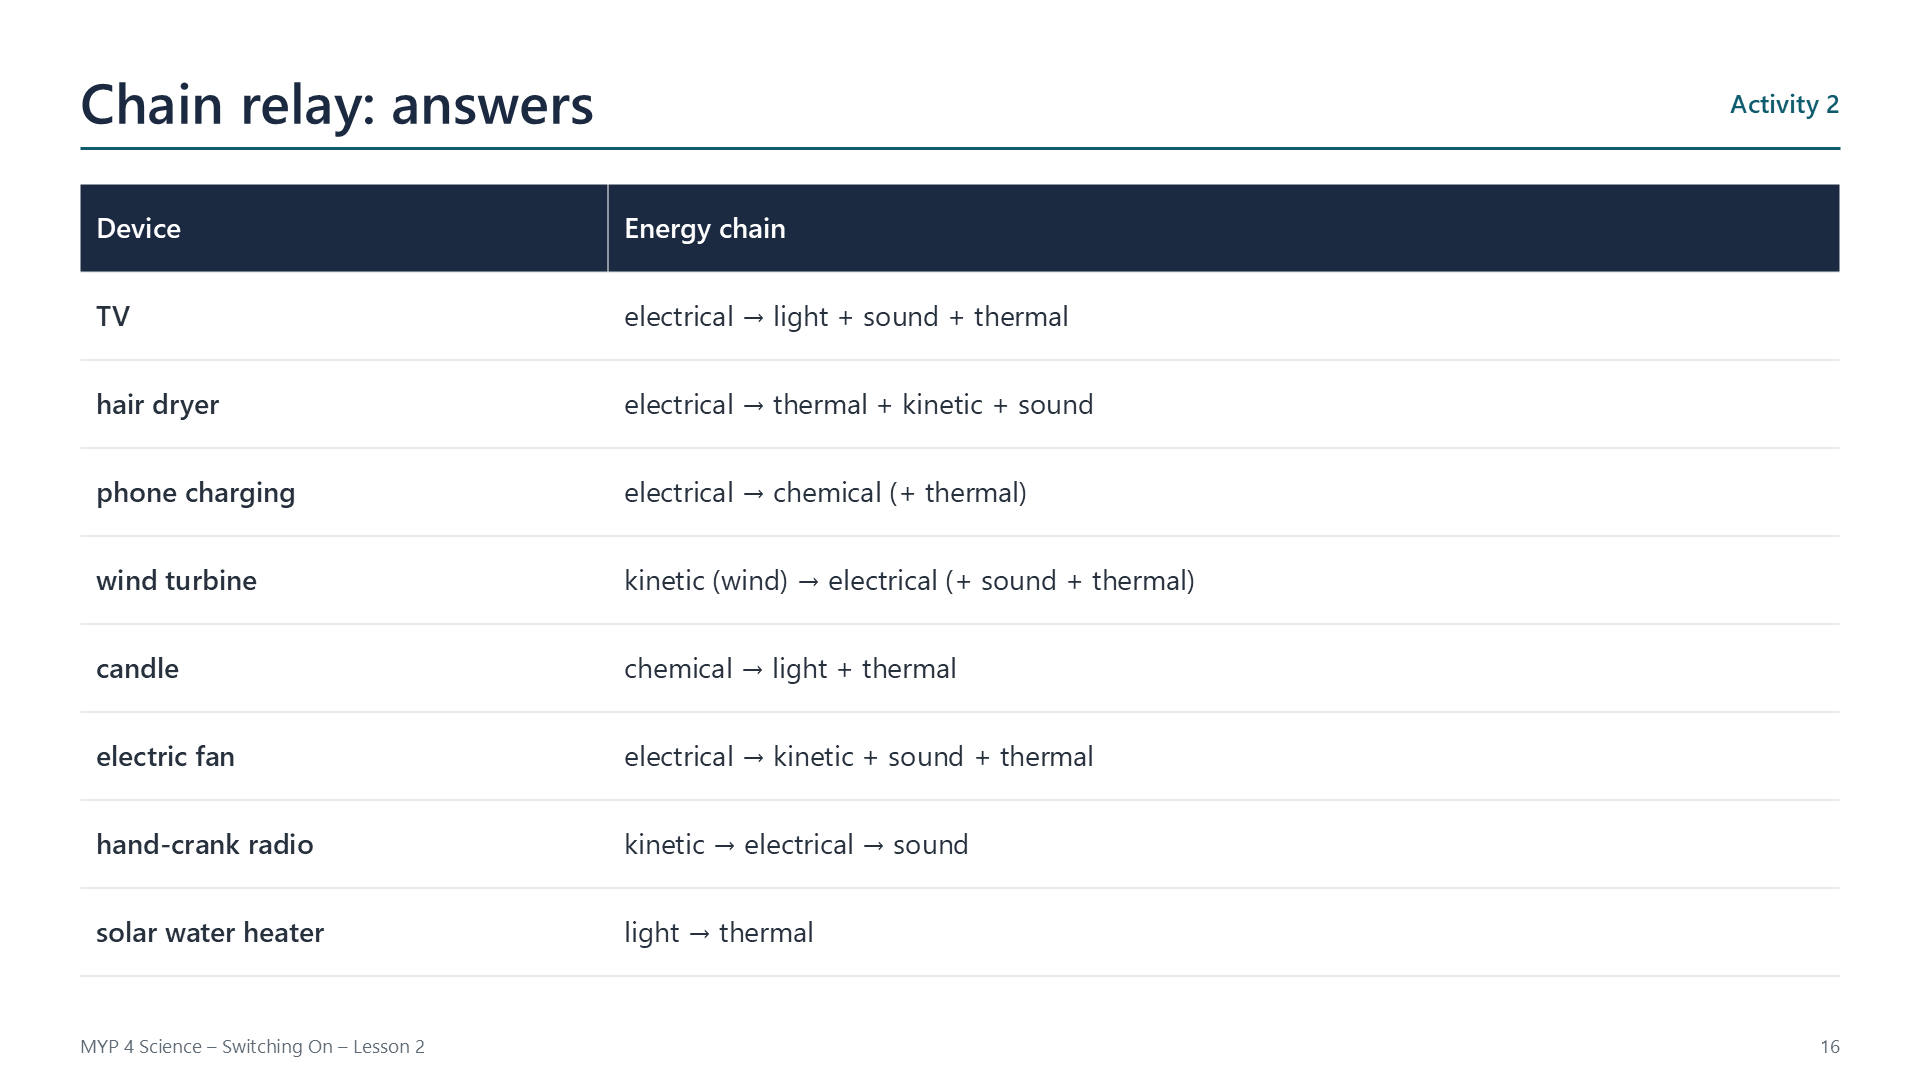 Chain relay: answers
Activity 2
Device Energy chain
TV electrical → light + sound + thermal
hair dryer electrical → thermal + kinetic + sound
phone charging electrical → chemical (+ thermal)
wind turbine kinetic (wind) → electrical (+ sound + thermal)
candle chemical → light + thermal
electric fan electrical → kinetic + sound + thermal
hand-crank radio kinetic → electrical → sound
solar water heater light → thermal
MYP 4 Science – Switching On – Lesson 2
16